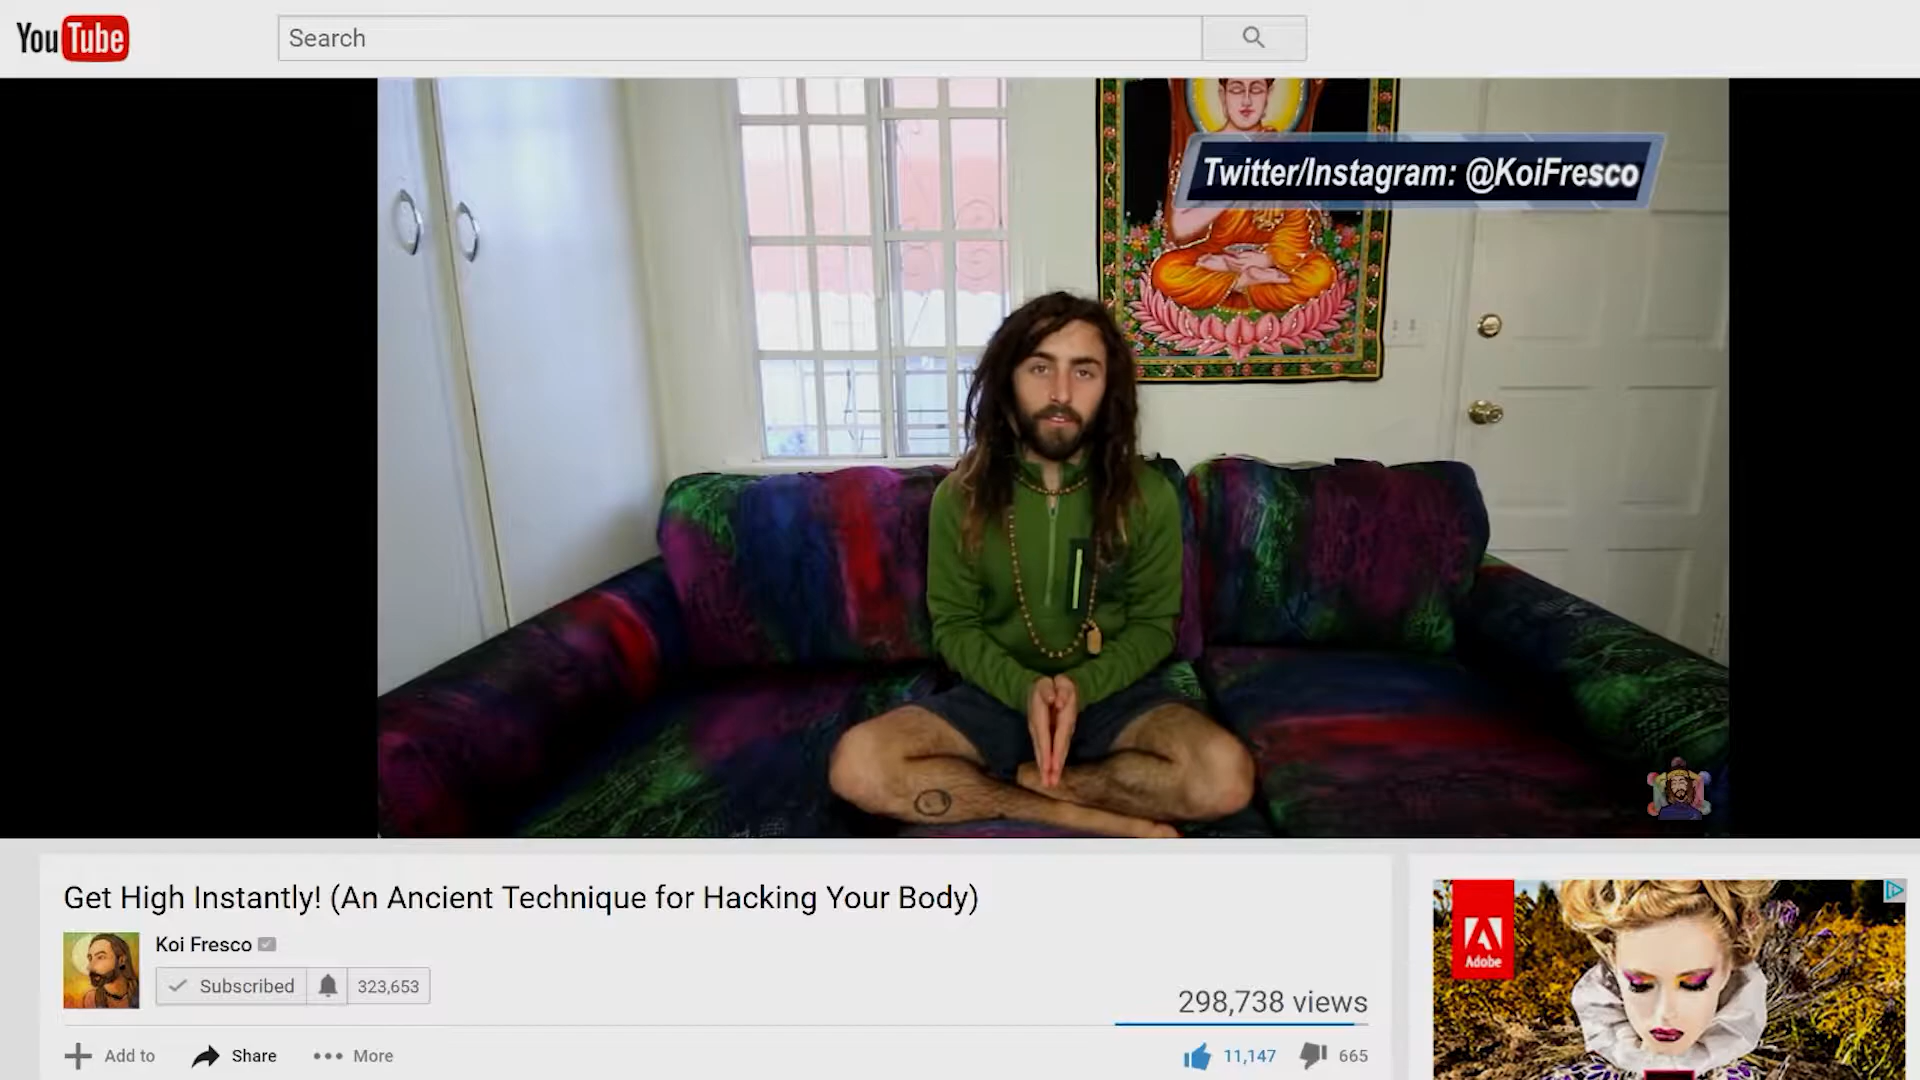 YouTube
Search
Twitter/Instagram: @KoiFresco
Get High Instantly! (An Ancient Technique for Hacking Your Body)
Koi Fresco
Subscribed 323,653
298,738 views
Add to Share More 11,147 665
Adobe